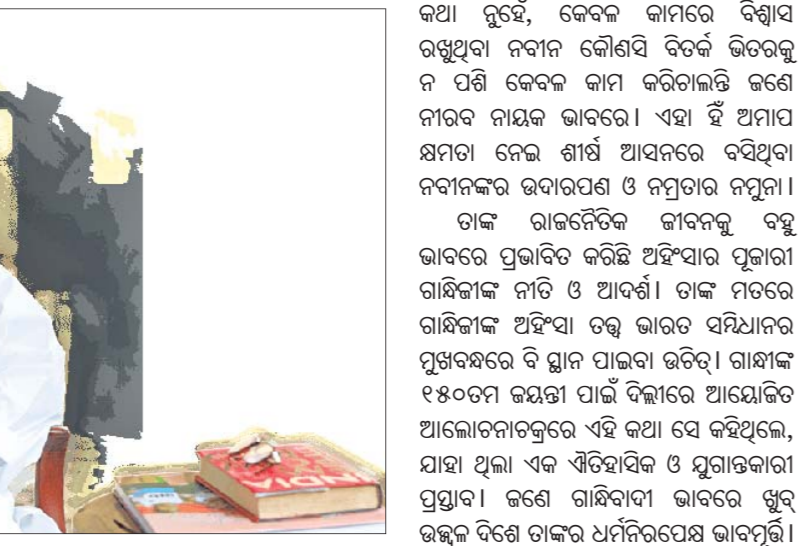 କଥା ନୁହେଁ, କେବଳ କାମରେ ବିଶ୍ୱାସ
ରଖୁଥିବା ନବୀନ କୌଣସି ବିତର୍କ ଭିତରକୁ
ନ ପଶି କେବଳ କାମ କରିଚାଲନ୍ତି ଜଣେ
ନୀରବ ନାୟକ ଭାବରେ। ଏହା ହିଁ ଅମାପ
କ୍ଷମତା ନେଇ ଶୀର୍ଷ ଆସନରେ ବସିଥିବା
ନବୀନଙ୍କର ଉଦାରପଣ ଓ ନମ୍ରତାର ନମୁନା।
ତାଙ୍କ ରାଜନୈତିକ ଜୀବନକୁ ବହୁ
ଭାବରେ ପ୍ରଭାବିତ କରିଛି ଅହିଂସାର ପୂଜାରୀ
ଗାନ୍ଧିଜୀଙ୍କ ନୀତି ଓ ଆଦର୍ଶ। ତାଙ୍କ ମତରେ
ଗାନ୍ଧିଜୀଙ୍କ ଅହିଂସା ତତ୍ତ୍ୱ ଭାରତ ସମ୍ବିଧାନର
ମୁଖବନ୍ଧରେ ବି ସ୍ଥାନ ପାଇବା ଉଚିତ୍। ଗାନ୍ଧୀଙ୍କ
୧୫୦ତମ ଜୟନ୍ତୀ ପାଇଁ ଦିଲ୍ଲୀରେ ଆୟୋଜିତ
ଆଲୋଚନାଚକ୍ରରେ ଏହି କଥା ସେ କହିଥିଲେ,
ଯାହା ଥିଲା ଏକ ଐତିହାସିକ ଓ ଯୁଗାନ୍ତକାରୀ
ପ୍ରସ୍ତାବ। ଜଣେ ଗାନ୍ଧିବାଦୀ ଭାବରେ ଖୁବ୍
ଉଜ୍ଜ୍ୱଳ ଦିଶେ ତାଙ୍କର ଧର୍ମନିରପେକ୍ଷ ଭାବମୂର୍ତ୍ତି।
INDIA